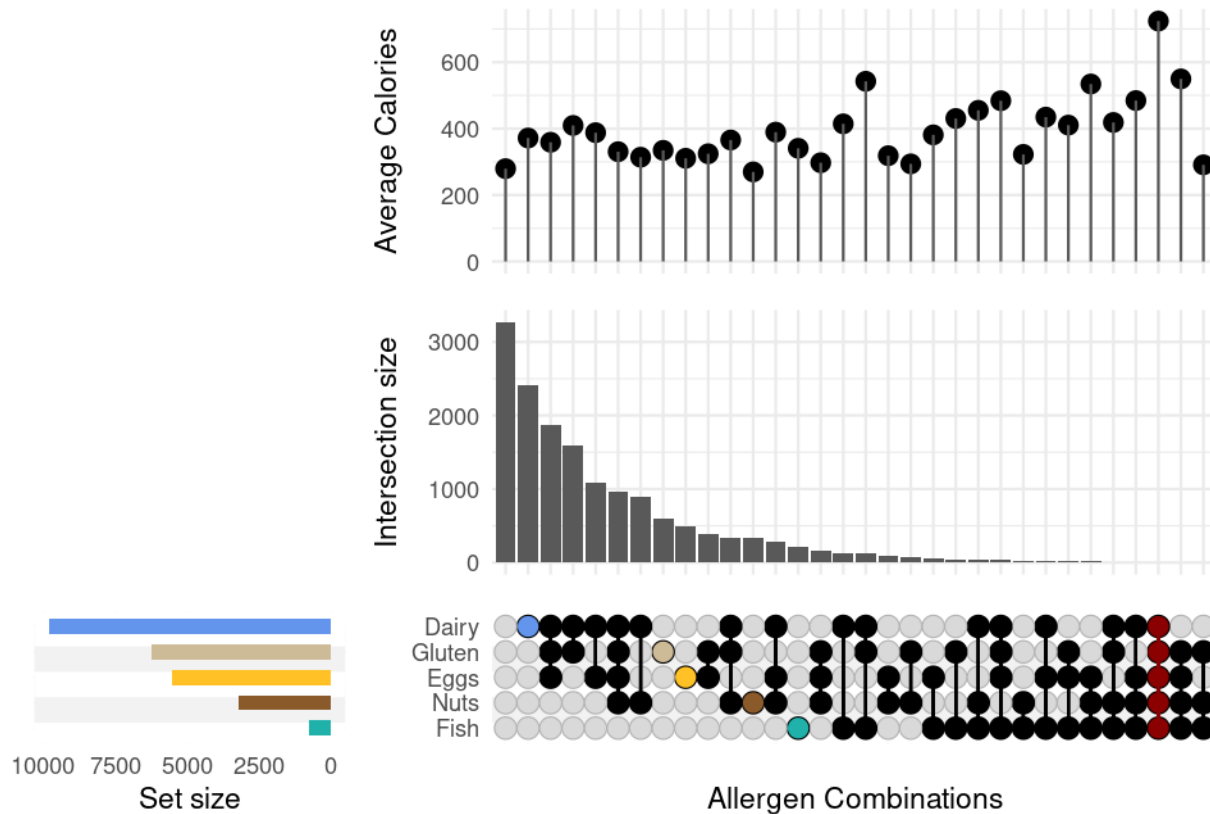 Average Calories
600
400
200
0
Intersection size
3000
2000
1000
0
Dairy
Gluten
Eggs
Nuts
Fish
10000 7500 5000 2500 0
Set size
Allergen Combinations